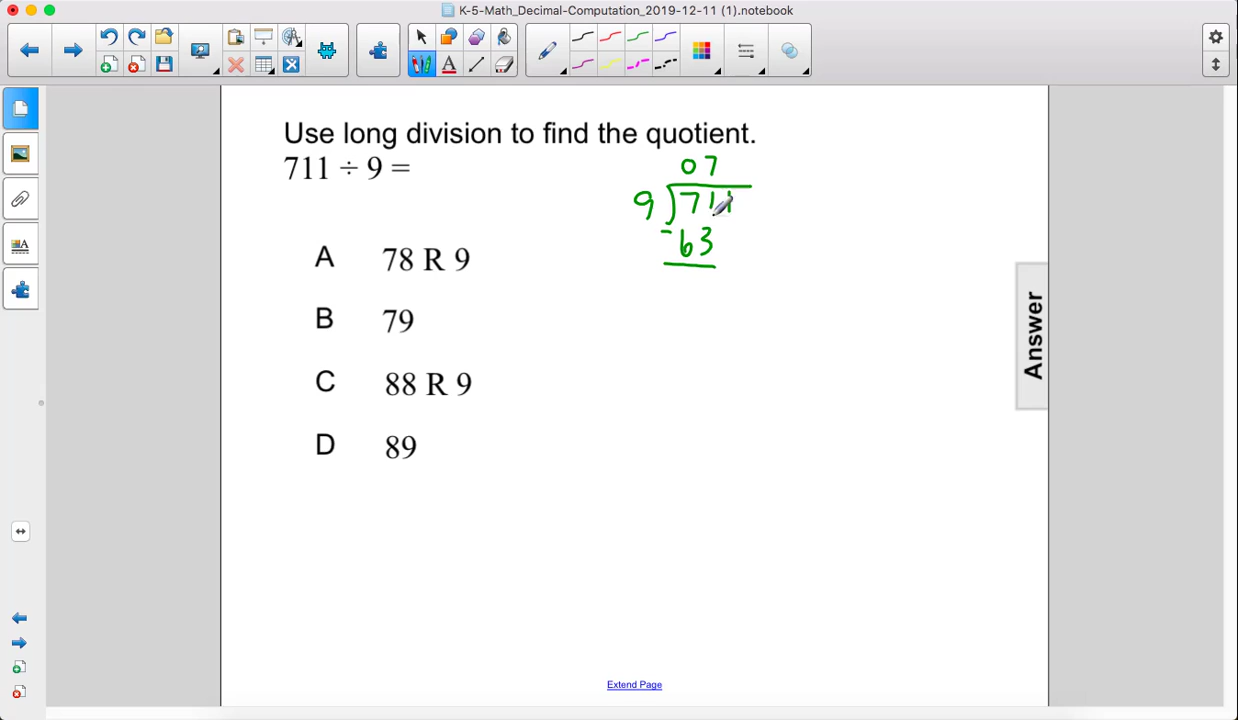 K-5-Math_Decimal-Computation_2019-12-11 (1).notebook
Use long division to find the quotient.
711 ÷ 9 =
07
9 711
- 63
A 78 R 9
B 79
C 88 R 9
D 89
Answer
Extend Page